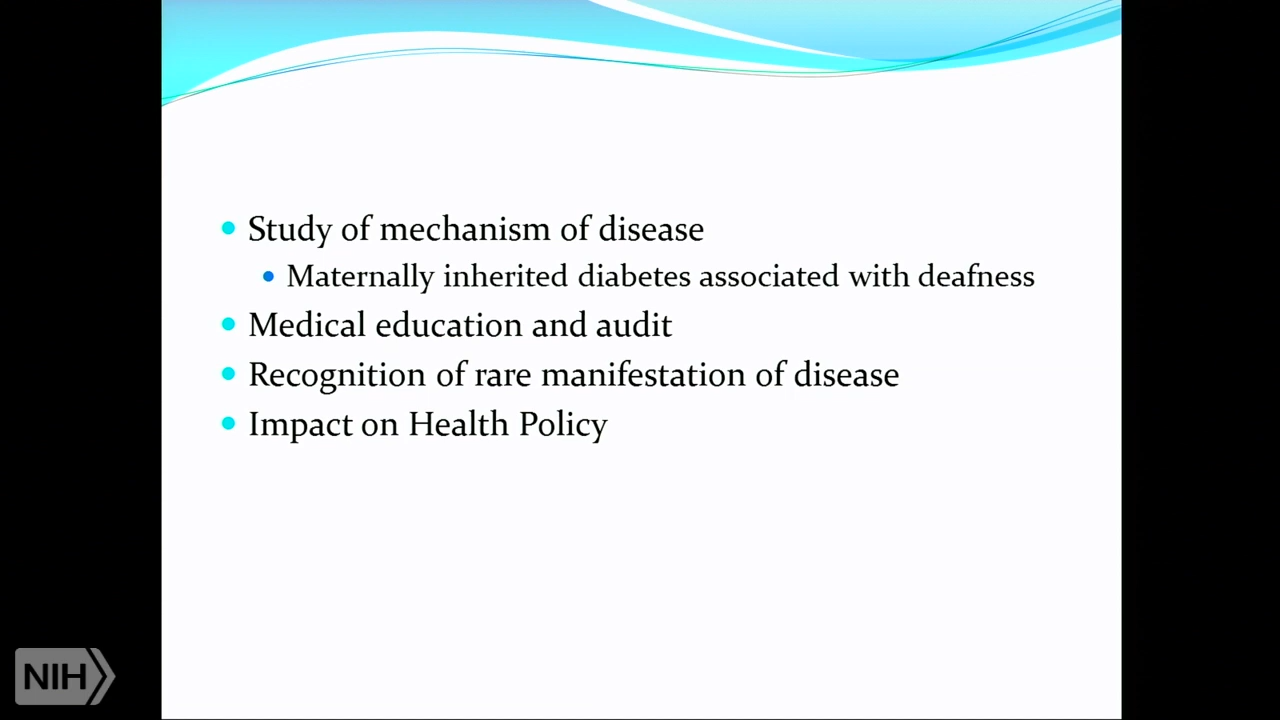 Study of mechanism of disease
Maternally inherited diabetes associated with deafness
Medical education and audit
Recognition of rare manifestation of disease
Impact on Health Policy
NIH